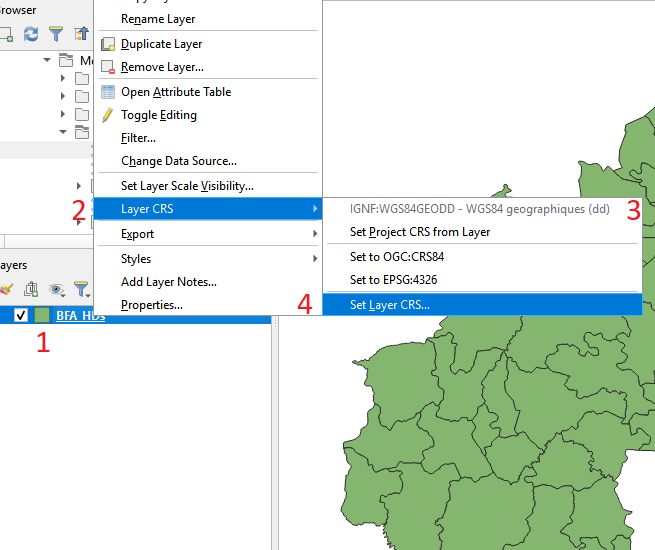 Browser
Rename Layer
Duplicate Layer
Remove Layer...
Open Attribute Table
Toggle Editing
Filter...
Change Data Source...
Set Layer Scale Visibility...
2
Layer CRS
IGNF:WGS84GEODD - WGS84 geographiques (dd)
3
Set Project CRS from Layer
Export
Set to OGC:CRS84
Styles
Set to EPSG:4326
Add Layer Notes...
Properties...
4
Set Layer CRS...
ayers
BFA_HDs
1